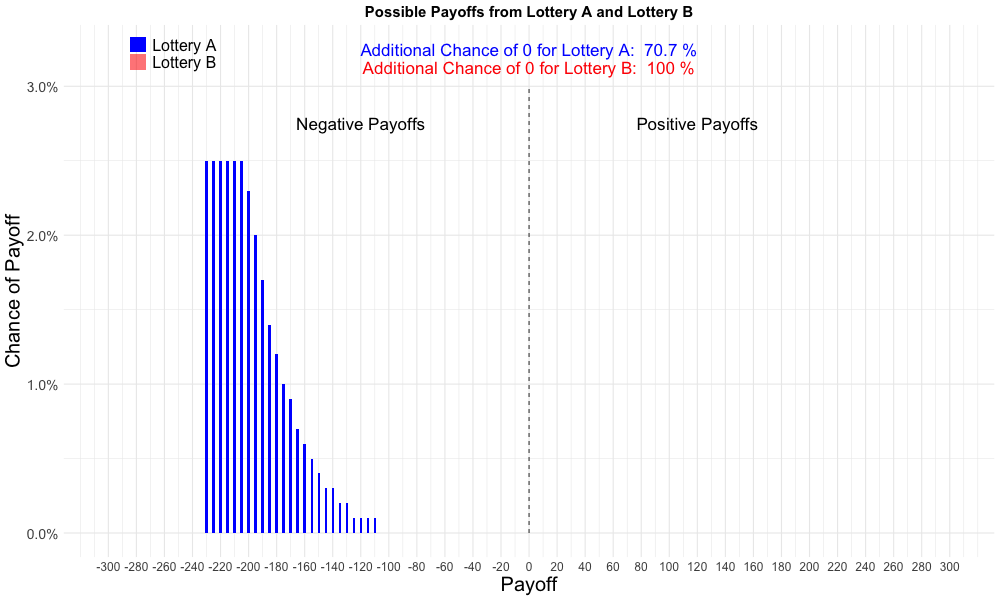 Possible Payoffs from Lottery A and Lottery B
Lottery A
Lottery B
Additional Chance of 0 for Lottery A: 70.7 %
Additional Chance of 0 for Lottery B: 100 %
Negative Payoffs
Positive Payoffs
Chance of Payoff
3.0%
2.0%
1.0%
0.0%
-300 -280 -260 -240 -220 -200 -180 -160 -140 -120 -100 -80 -60 -40 -20 0 20 40 60 80 100 120 140 160 180 200 220 240 260 280 300
Payoff